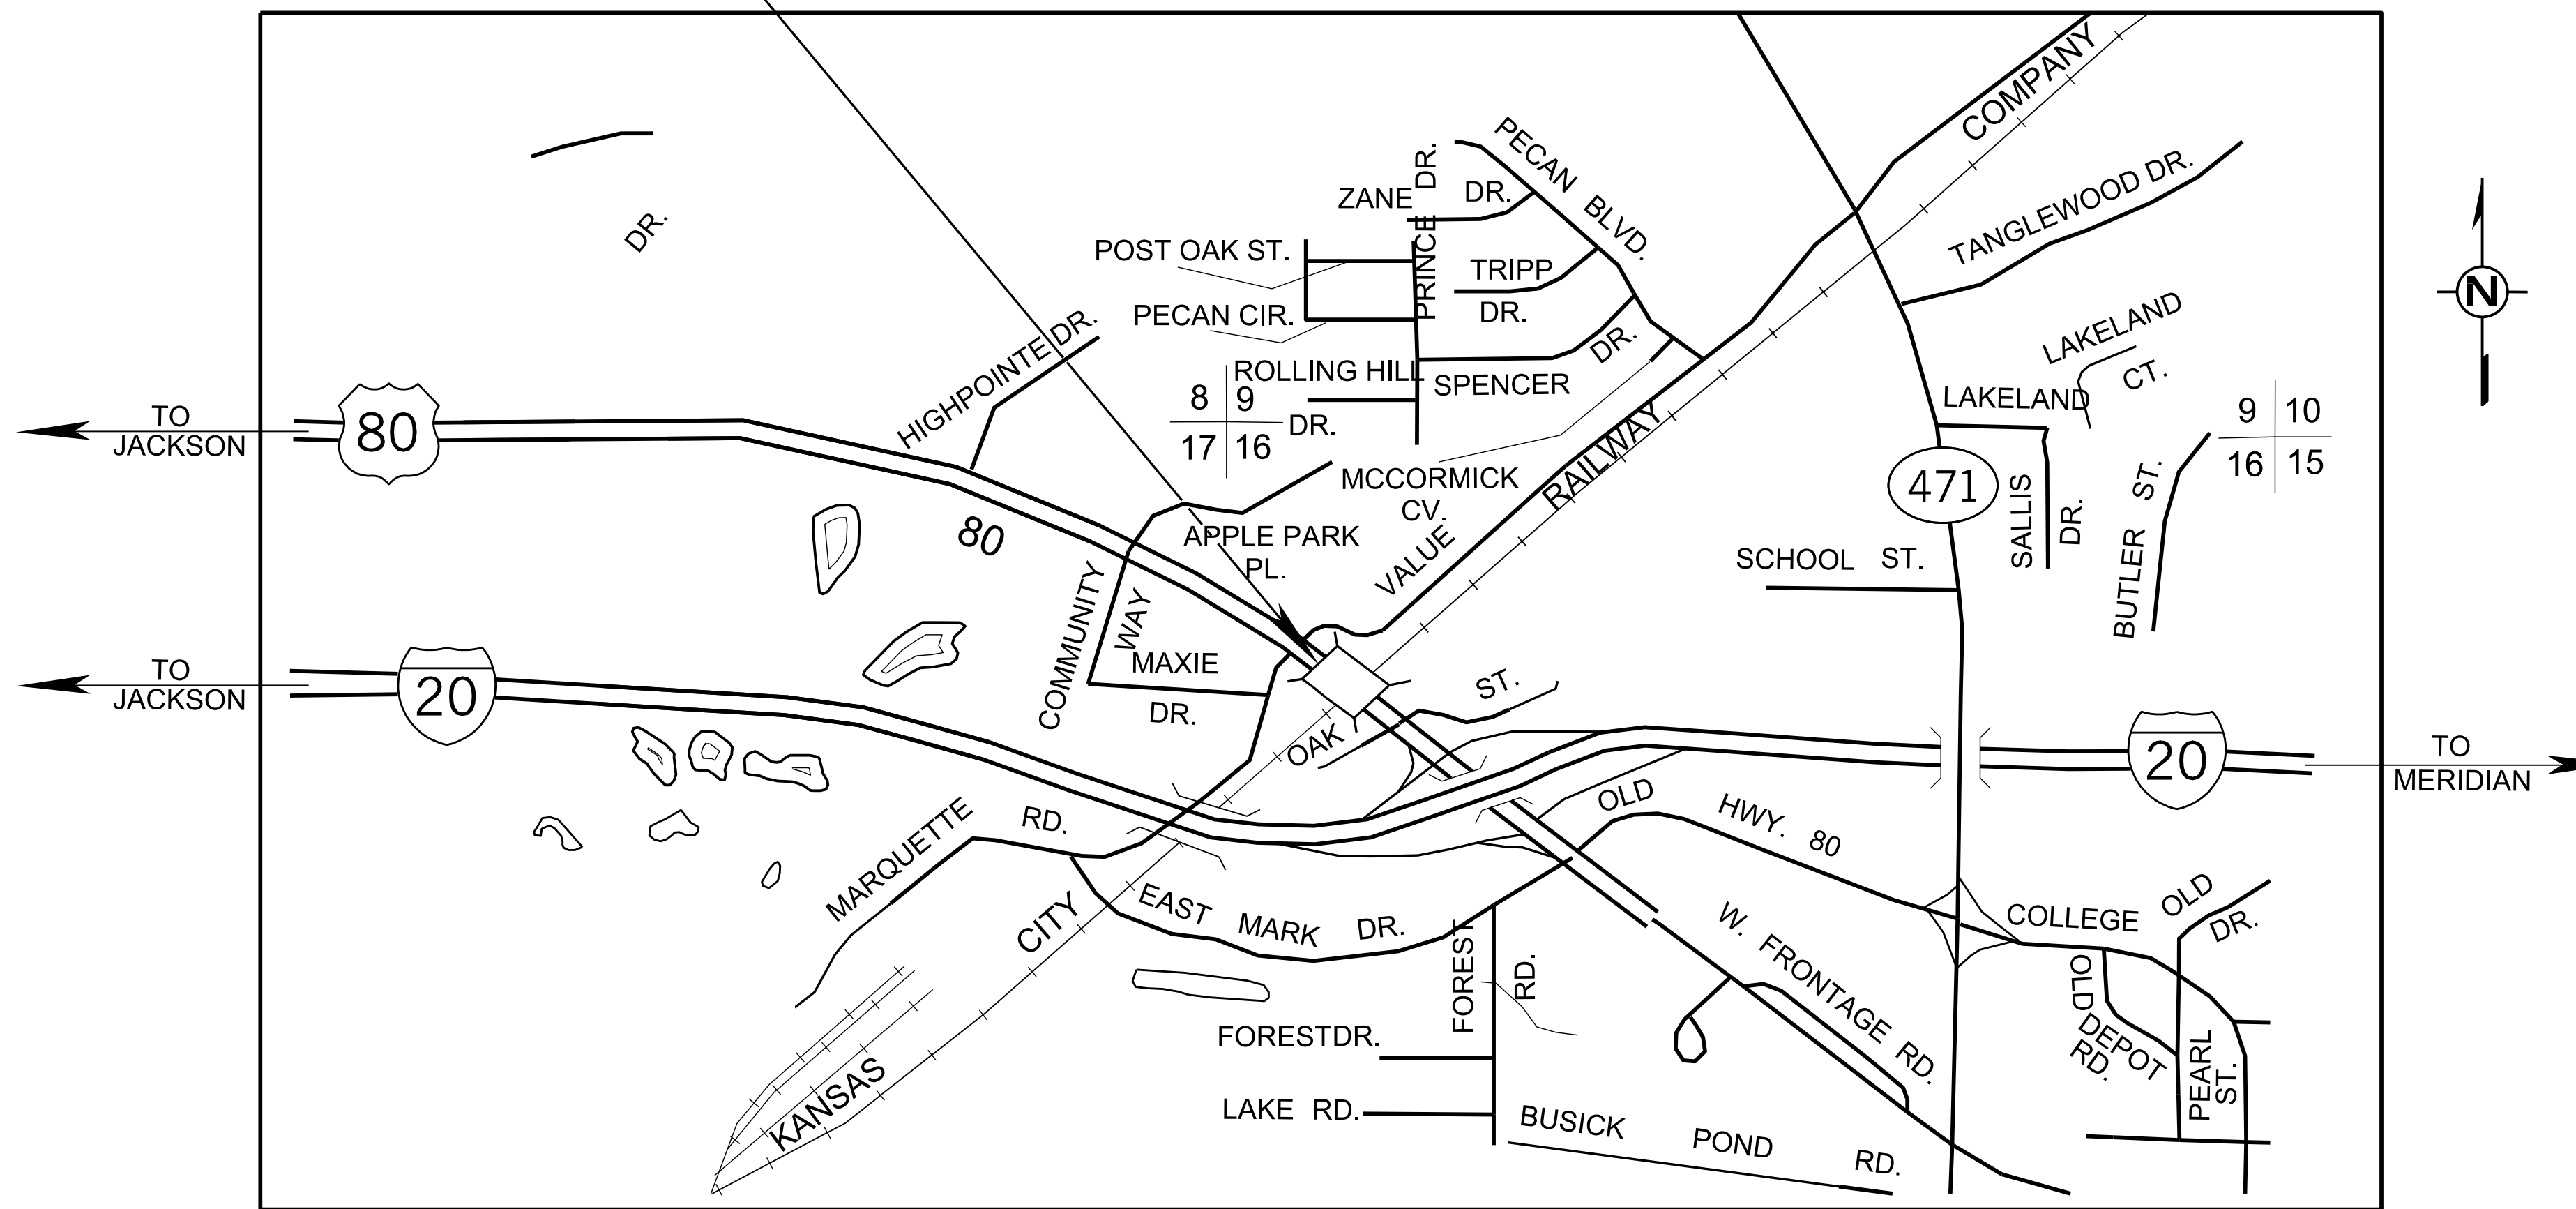 COMPANY
PECAN BLVD.
PRINCE DR.
ZANE DR.
TANGLEWOOD DR.
DR.
POST OAK ST.
TRIPP
DR.
PECAN CIR.
LAKELAND
CT.
N
HIGHPOINTE DR.
ROLLING HILL
DR.
SPENCER DR.
8 9
17 16
LAKELAND
9 10
16 15
TO
JACKSON
80
RAILWAY
MCCORMICK
CV.
471
SALLIS
DR.
BUTLER ST.
80
APPLE PARK
PL.
VALUE
SCHOOL ST.
COMMUNITY
WAY
MAXIE
DR.
TO
JACKSON
20
OAK ST.
20
TO
MERIDIAN
MARQUETTE RD.
OLD HWY. 80
EAST MARK DR.
CITY
FOREST
RD.
W. FRONTAGE RD.
COLLEGE
OLD
DR.
OLD
DEPOT
RD.
FORESTDR.
PEARL
ST.
KANSAS
LAKE RD.
BUSICK POND RD.